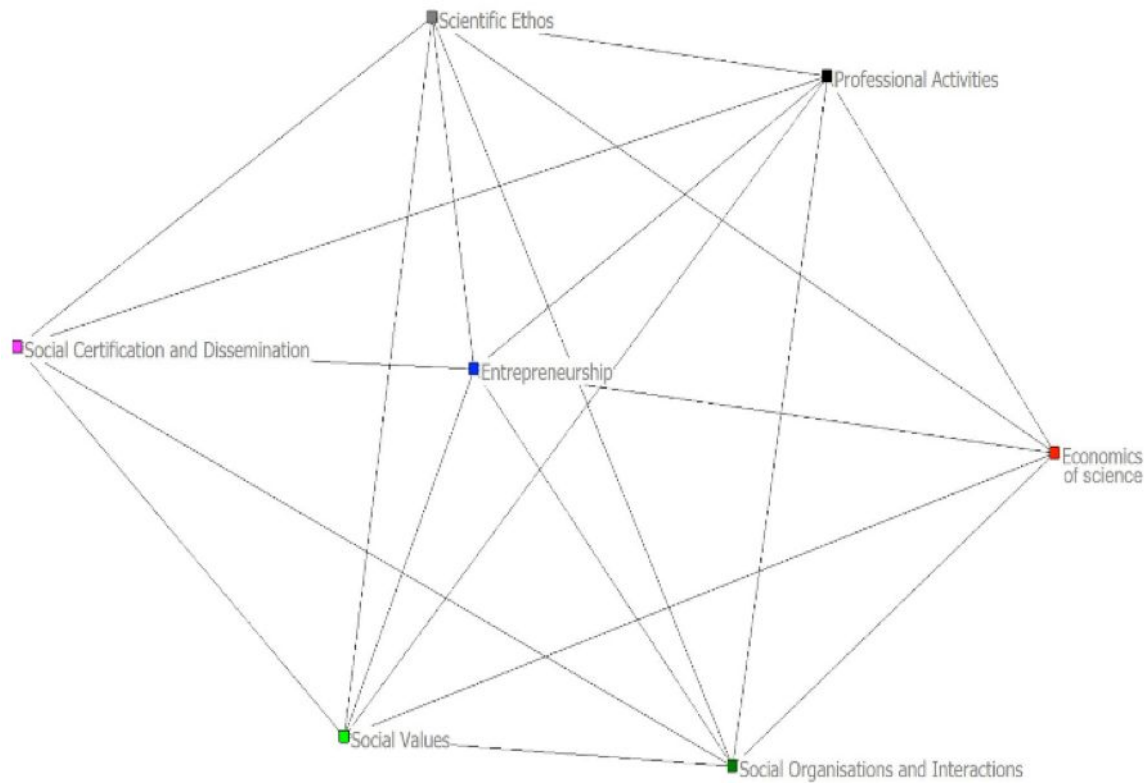 Scientific Ethos
Professional Activities
Social Certification and Dissemination
Entrepreneurship
Economics
of science
Social Values
Social Organisations and Interactions